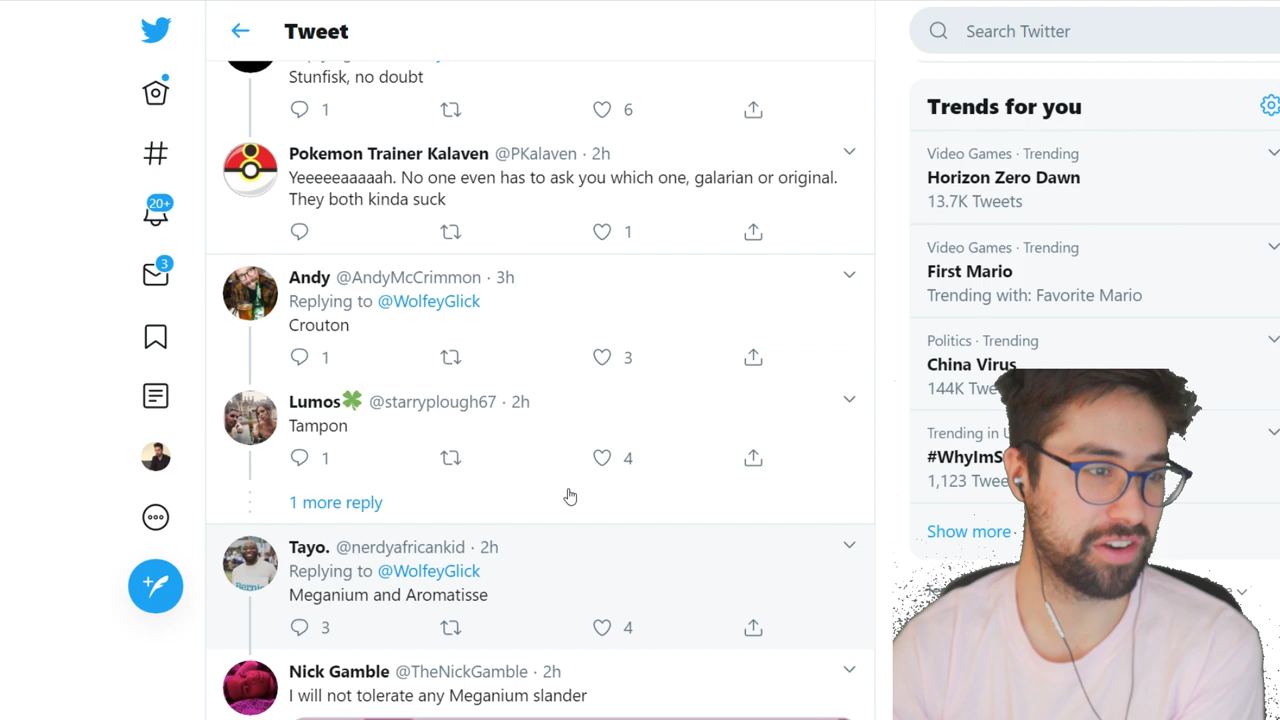 Tweet
Search Twitter
Stunfisk, no doubt
1 6
Pokemon Trainer Kalaven @PKalaven · 2h
Yeeeeeaaaaah. No one even has to ask you which one, galarian or original.
They both kinda suck
1
Andy @AndyMcCrimmon · 3h
Replying to @WolfeyGlick
Crouton
1 3
Lumos🍀 @starryplough67 · 2h
Tampon
1 4
1 more reply
Tayo. @nerdyafricankid · 2h
Replying to @WolfeyGlick
Meganium and Aromatisse
3 4
Nick Gamble @TheNickGamble · 2h
I will not tolerate any Meganium slander
20+
3
Trends for you
Video Games · Trending
Horizon Zero Dawn
13.7K Tweets
Video Games · Trending
First Mario
Trending with: Favorite Mario
Politics · Trending
China Virus
144K
Trending in
1,123
Show more